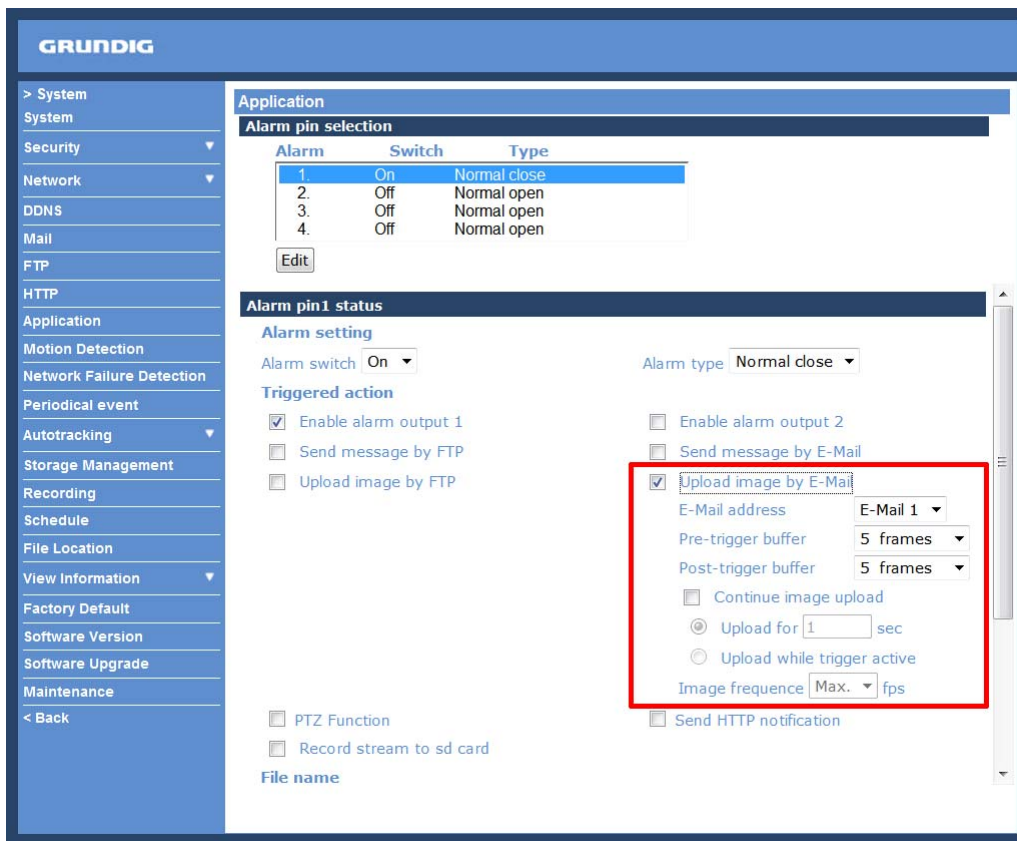 GRUNDIG
> System
System
Security
Network
DDNS
Mail
FTP
HTTP
Application
Motion Detection
Network Failure Detection
Periodical event
Autotracking
Storage Management
Recording
Schedule
File Location
View Information
Factory Default
Software Version
Software Upgrade
Maintenance
< Back
Application
Alarm pin selection
Alarm Switch Type
1. On Normal close
2. Off Normal open
3. Off Normal open
4. Off Normal open
Edit
Alarm pin1 status
Alarm setting
Alarm switch On Alarm type Normal close
Triggered action
Enable alarm output 1 Enable alarm output 2
Send message by FTP Send message by E-Mail
Upload image by FTP Upload image by E-Mail
E-Mail address E-Mail 1
Pre-trigger buffer 5 frames
Post-trigger buffer 5 frames
Continue image upload
Upload for 1 sec
Upload while trigger active
Image frequence Max. fps
PTZ Function Send HTTP notification
Record stream to sd card
File name